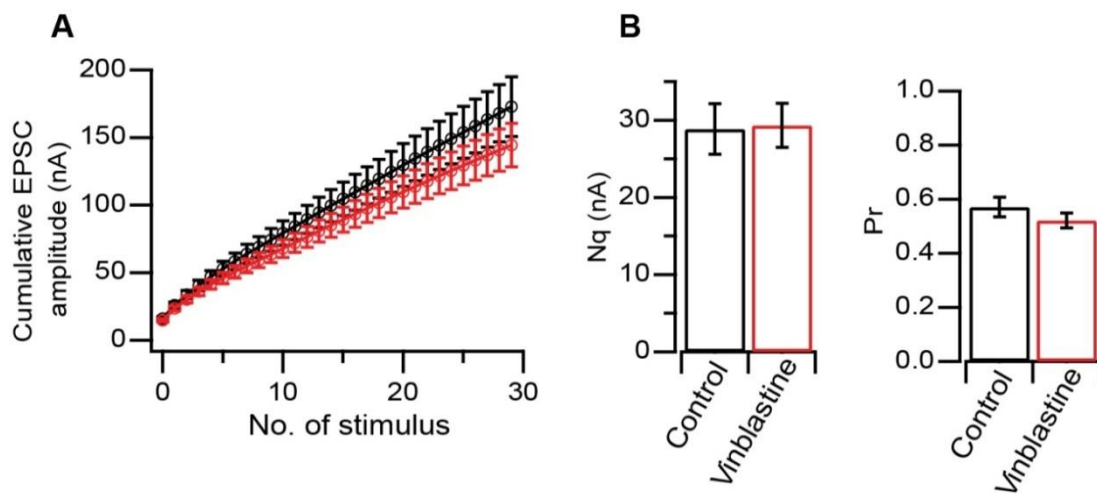 A
Cumulative EPSC
amplitude (nA)
200
150
100
50
0
0 10 20 30
No. of stimulus
B
Nq (nA)
30
20
10
0
Control
Vinblastine
Pr
1.0
0.8
0.6
0.4
0.2
0.0
Control
Vinblastine